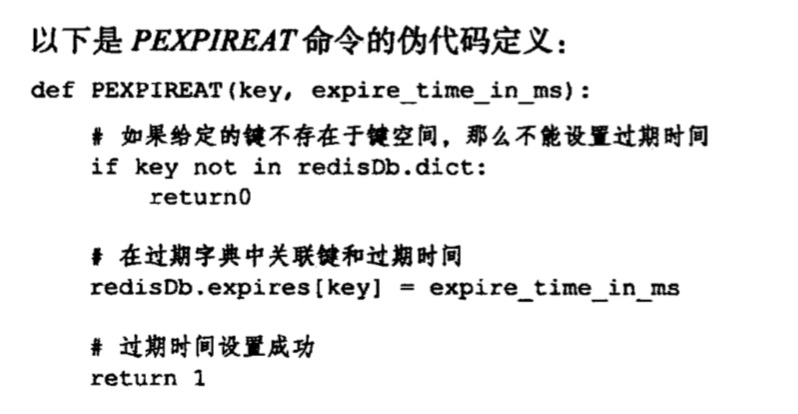 以下是 PEXPIREAT 命令的伪代码定义：
def PEXPIREAT(key, expire_time_in_ms):
# 如果给定的键不存在于键空间，那么不能设置过期时间
if key not in redisDb.dict:
return0
# 在过期字典中关联键和过期时间
redisDb.expires[key] = expire_time_in_ms
# 过期时间设置成功
return 1